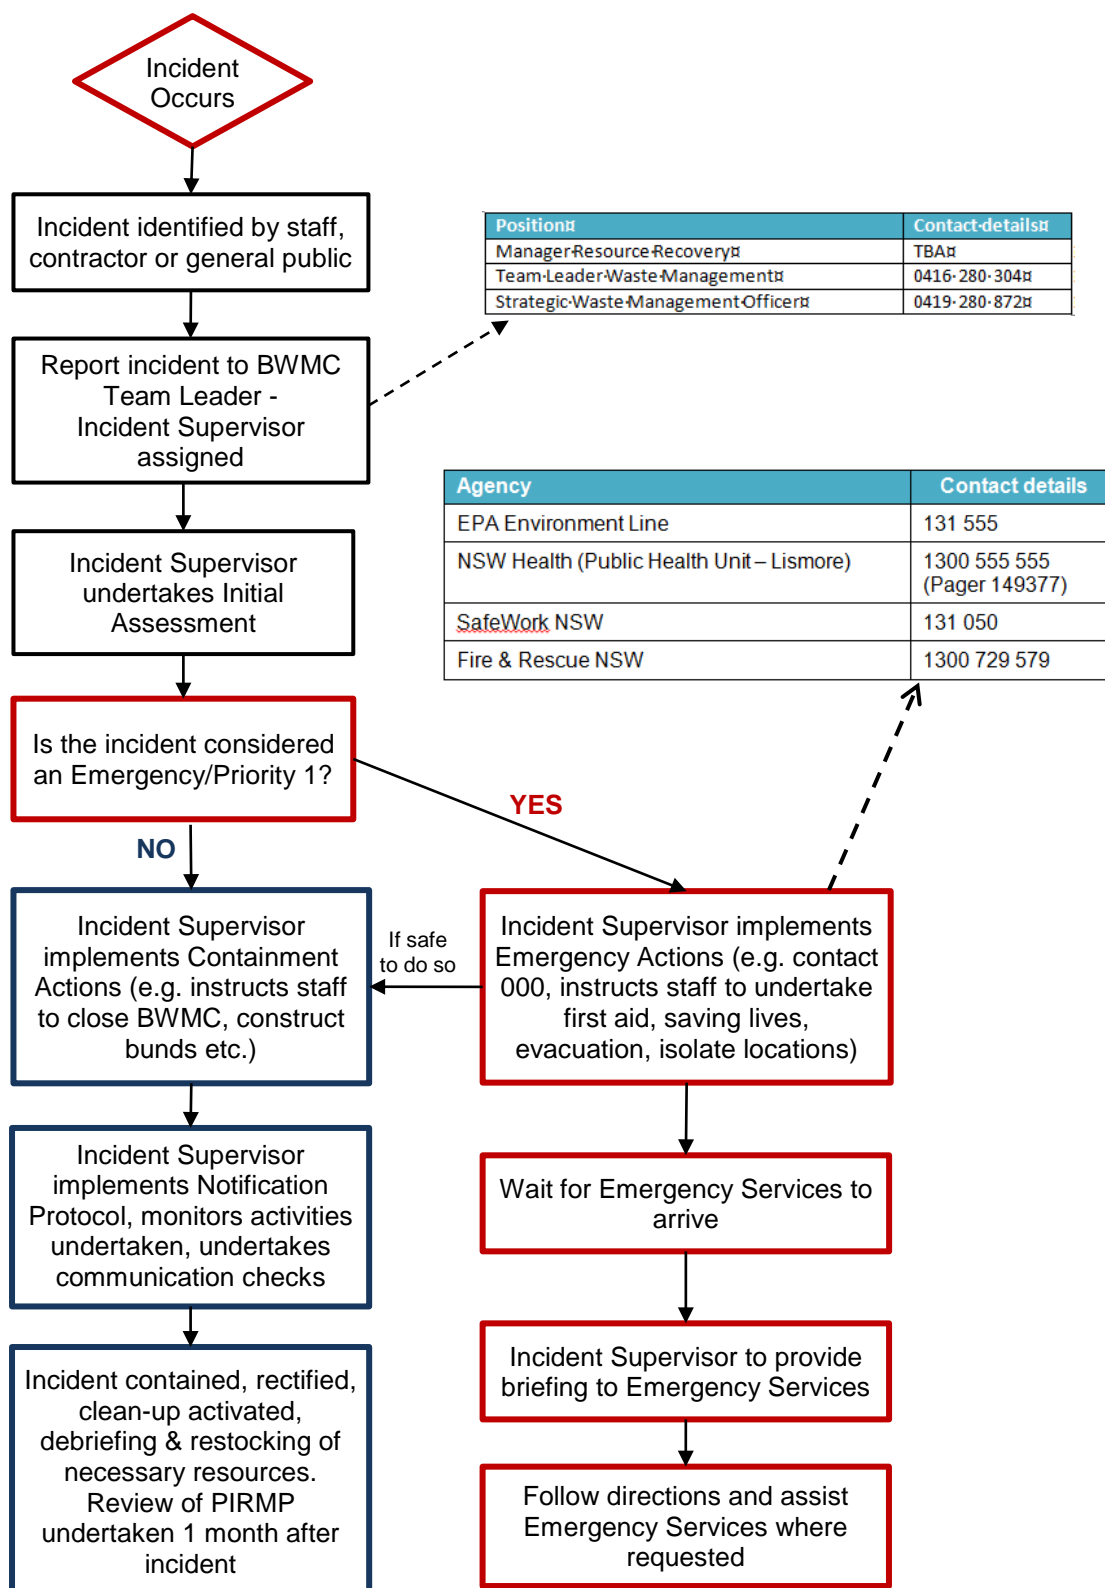 Incident
Occurs
Incident identified by staff,
contractor or general public
Position¤ Contact·details¤
Manager·Resource·Recovery¤ TBA¤
Team·Leader·Waste·Management¤ 0416·280·304¤
Strategic·Waste·Management·Officer¤ 0419·280·872¤
Report incident to BWMC
Team Leader -
Incident Supervisor
assigned
Agency Contact details
EPA Environment Line 131 555
NSW Health (Public Health Unit – Lismore) 1300 555 555
(Pager 149377)
SafeWork NSW 131 050
Fire & Rescue NSW 1300 729 579
Incident Supervisor
undertakes Initial
Assessment
Is the incident considered
an Emergency/Priority 1?
YES
NO
Incident Supervisor
implements Containment
Actions (e.g. instructs staff
to close BWMC, construct
bunds etc.)
If safe
to do so
Incident Supervisor implements
Emergency Actions (e.g. contact
000, instructs staff to undertake
first aid, saving lives,
evacuation, isolate locations)
Incident Supervisor
implements Notification
Protocol, monitors activities
undertaken, undertakes
communication checks
Wait for Emergency Services to
arrive
Incident Supervisor to provide
briefing to Emergency Services
Incident contained, rectified,
clean-up activated,
debriefing & restocking of
necessary resources.
Review of PIRMP
undertaken 1 month after
incident
Follow directions and assist
Emergency Services where
requested